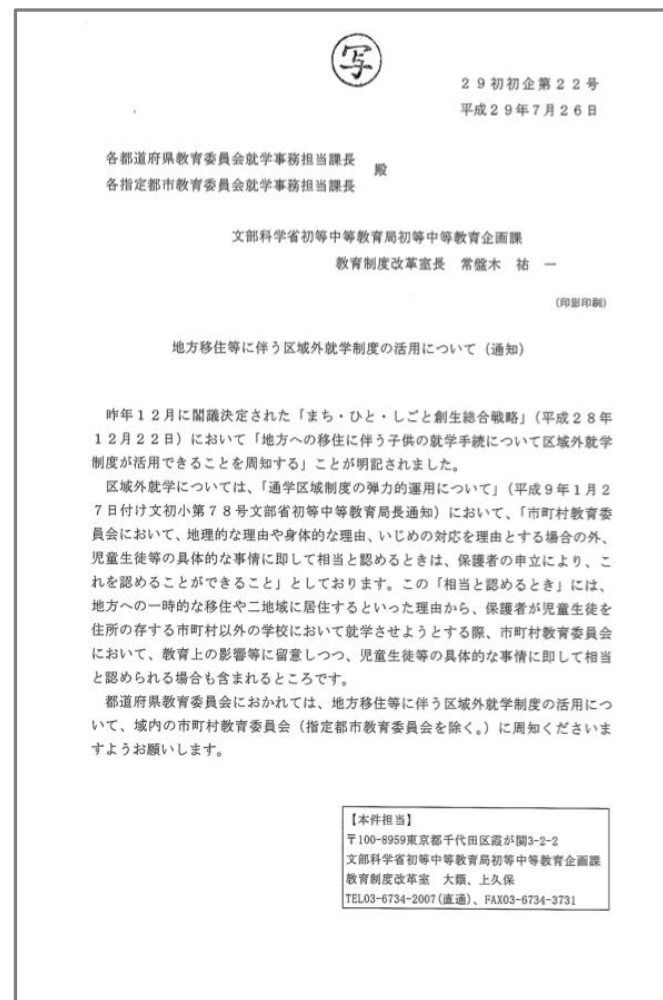 写
29初初企第22号
平成29年7月26日
各都道府県教育委員会就学事務担当課長
各指定都市教育委員会就学事務担当課長
殿
文部科学省初等中等教育局初等中等教育企画課
教育制度改革室長 常盤木 祐 一
(印影印刷)
地方移住等に伴う区域外就学制度の活用について(通知)
昨年12月に閣議決定された「まち・ひと・しごと創生総合戦略」(平成28年
12月22日)において「地方への移住に伴う子供の就学手続について区域外就学
制度が活用できることを周知する」ことが明記されました。
区域外就学については、「通学区域制度の弾力的運用について」(平成9年1月2
7日付け文初小第78号文部省初等中等教育局長通知)において、「市町村教育委
員会において、地理的な理由や身体的な理由、いじめの対応を理由とする場合の外、
児童生徒等の具体的な事情に即して相当と認めるときは、保護者の申立により、こ
れを認めることができること」としております。この「相当と認めるとき」には、
地方への一時的な移住や二地域に居住するといった理由から、保護者が児童生徒を
住所の存する市町村以外の学校において就学させようとする際、市町村教育委員会
において、教育上の影響等に留意しつつ、児童生徒等の具体的な事情に即して相当
と認められる場合も含まれるところです。
都道府県教育委員会におかれては、地方移住等に伴う区域外就学制度の活用につ
いて、域内の市町村教育委員会(指定都市教育委員会を除く。)に周知くださいま
すようお願いします。
【本件担当】
〒100-8959東京都千代田区霞が関3-2-2
文部科学省初等中等教育局初等中等教育企画課
教育制度改革室 大類、上久保
TEL03-6734-2007(直通)、FAX03-6734-3731